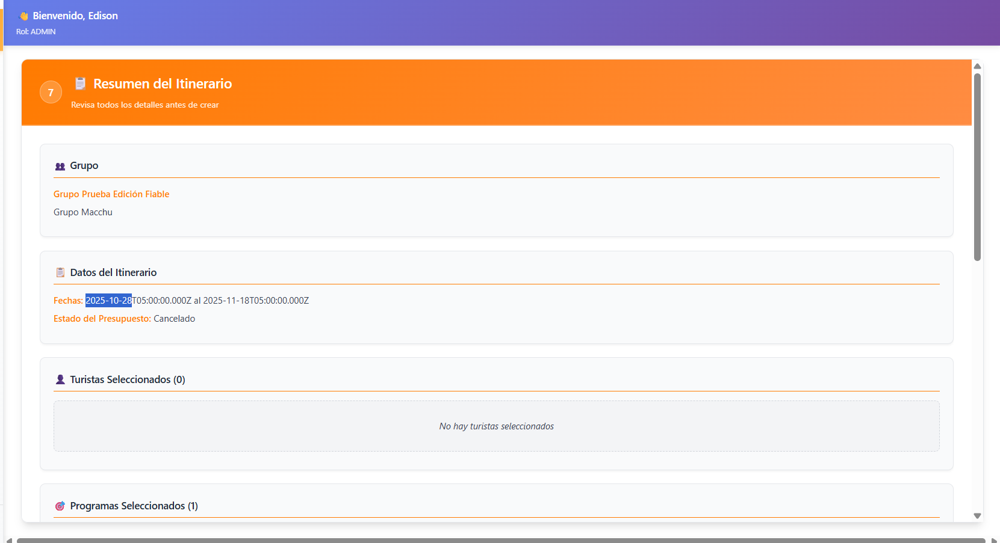 👋 Bienvenido, Edison
Rol: ADMIN
7
📋 Resumen del Itinerario
Revisa todos los detalles antes de crear
👥 Grupo
Grupo Prueba Edición Fiable
Grupo Macchu
📋 Datos del Itinerario
Fechas: 2025-10-28T05:00:00.000Z al 2025-11-18T05:00:00.000Z
Estado del Presupuesto: Cancelado
👤 Turistas Seleccionados (0)
No hay turistas seleccionados
🎯 Programas Seleccionados (1)